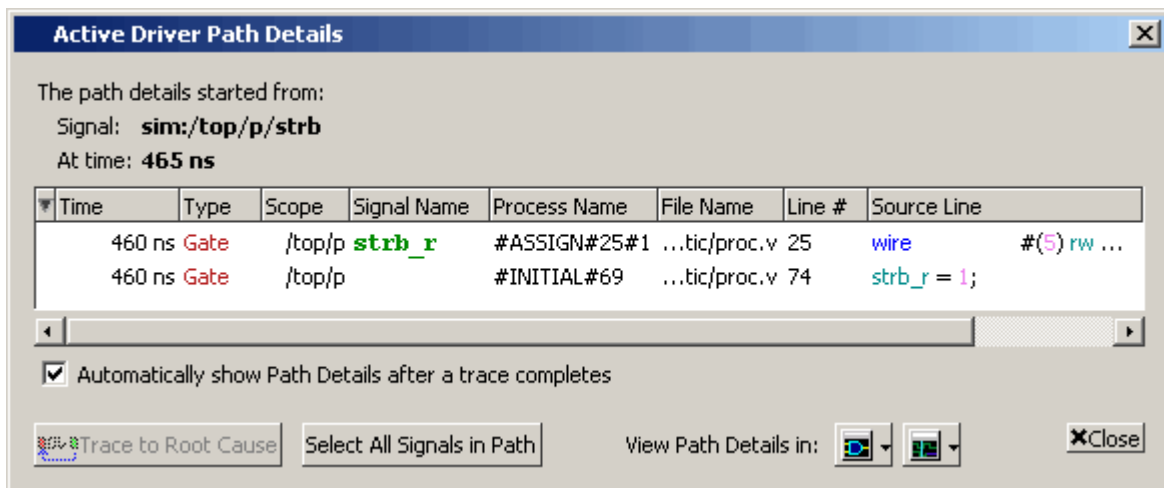 Active Driver Path Details
The path details started from:
Signal: sim:/top/p/strb
At time: 465 ns
Time Type Scope Signal Name Process Name File Name Line # Source Line
460 ns Gate /top/p strb_r #ASSIGN#25#1 ...tic/proc.v 25 wire #(5) rw ...
460 ns Gate /top/p #INITIAL#69 ...tic/proc.v 74 strb_r = 1;
Automatically show Path Details after a trace completes
Trace to Root Cause Select All Signals in Path View Path Details in: Close